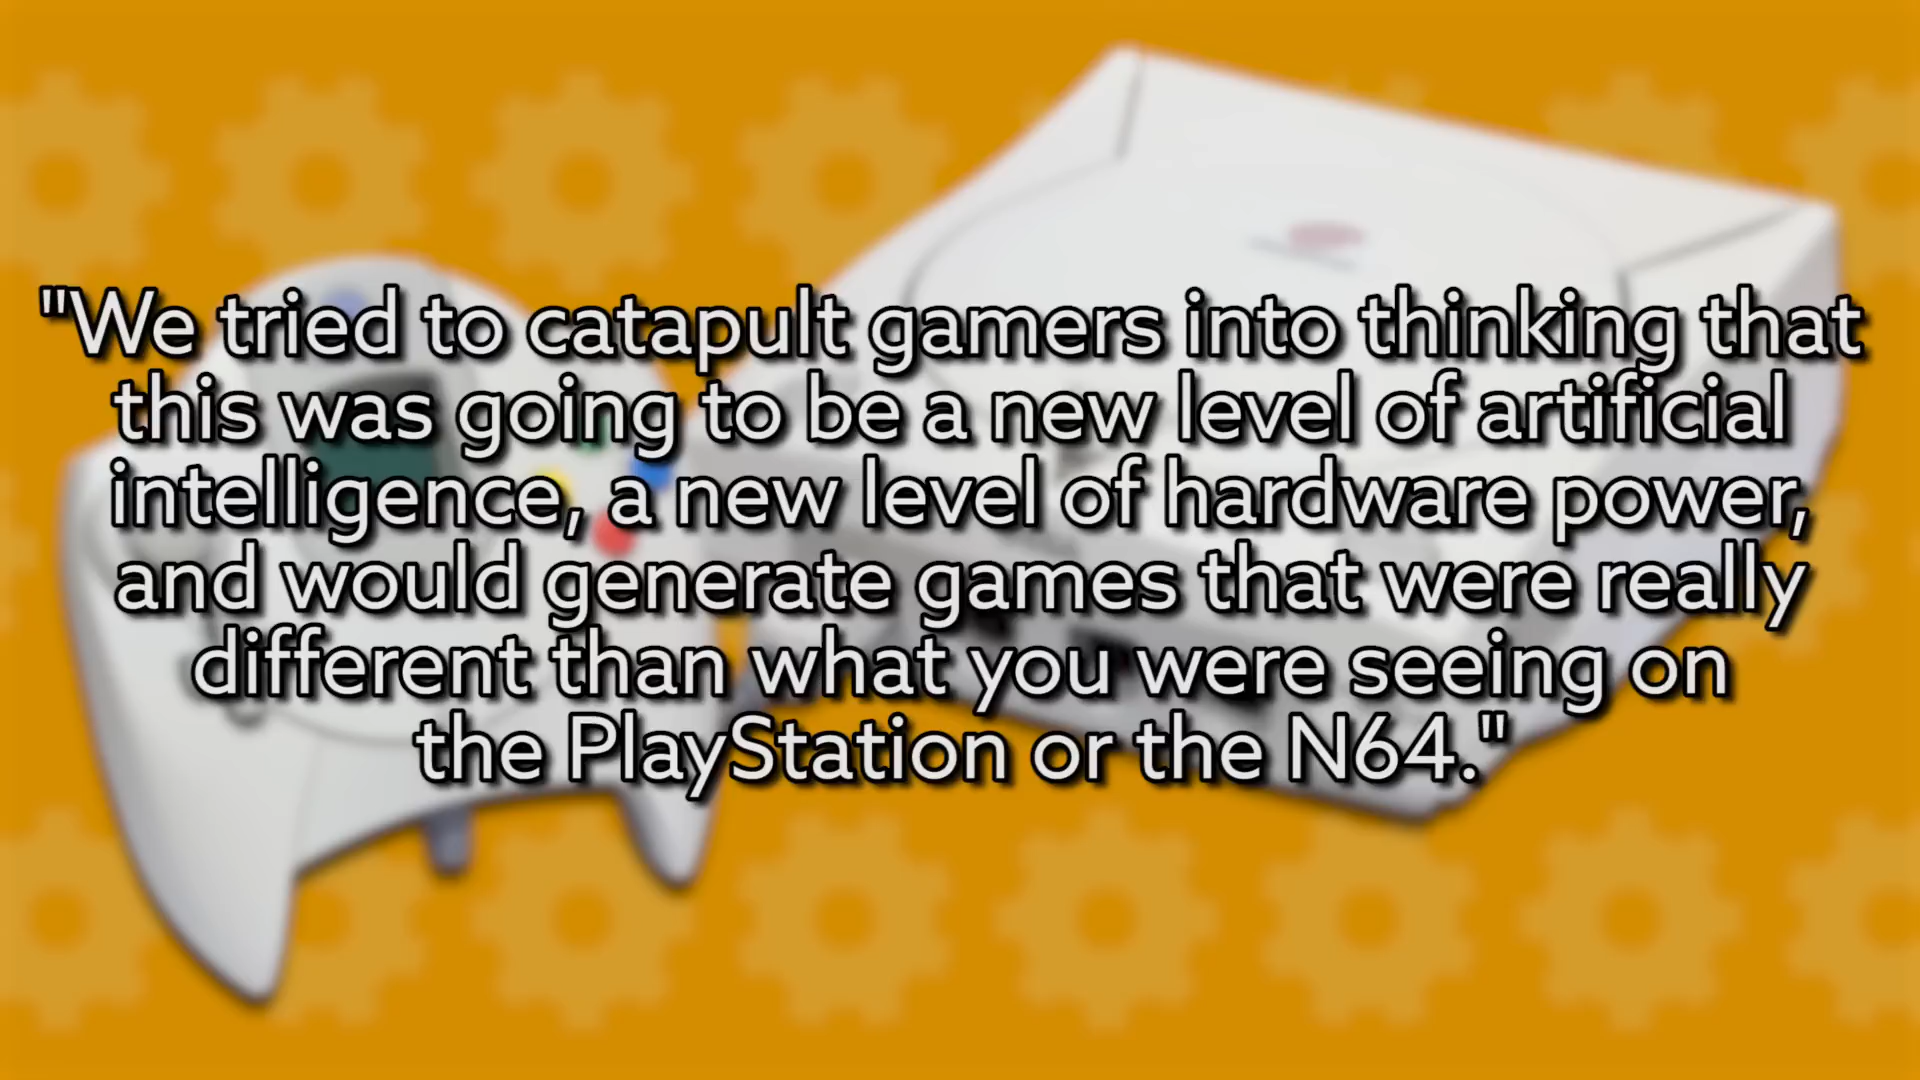 "We tried to catapult gamers into thinking that
this was going to be a new level of artificial
intelligence, a new level of hardware power,
and would generate games that were really
different than what you were seeing on
the PlayStation or the N64."